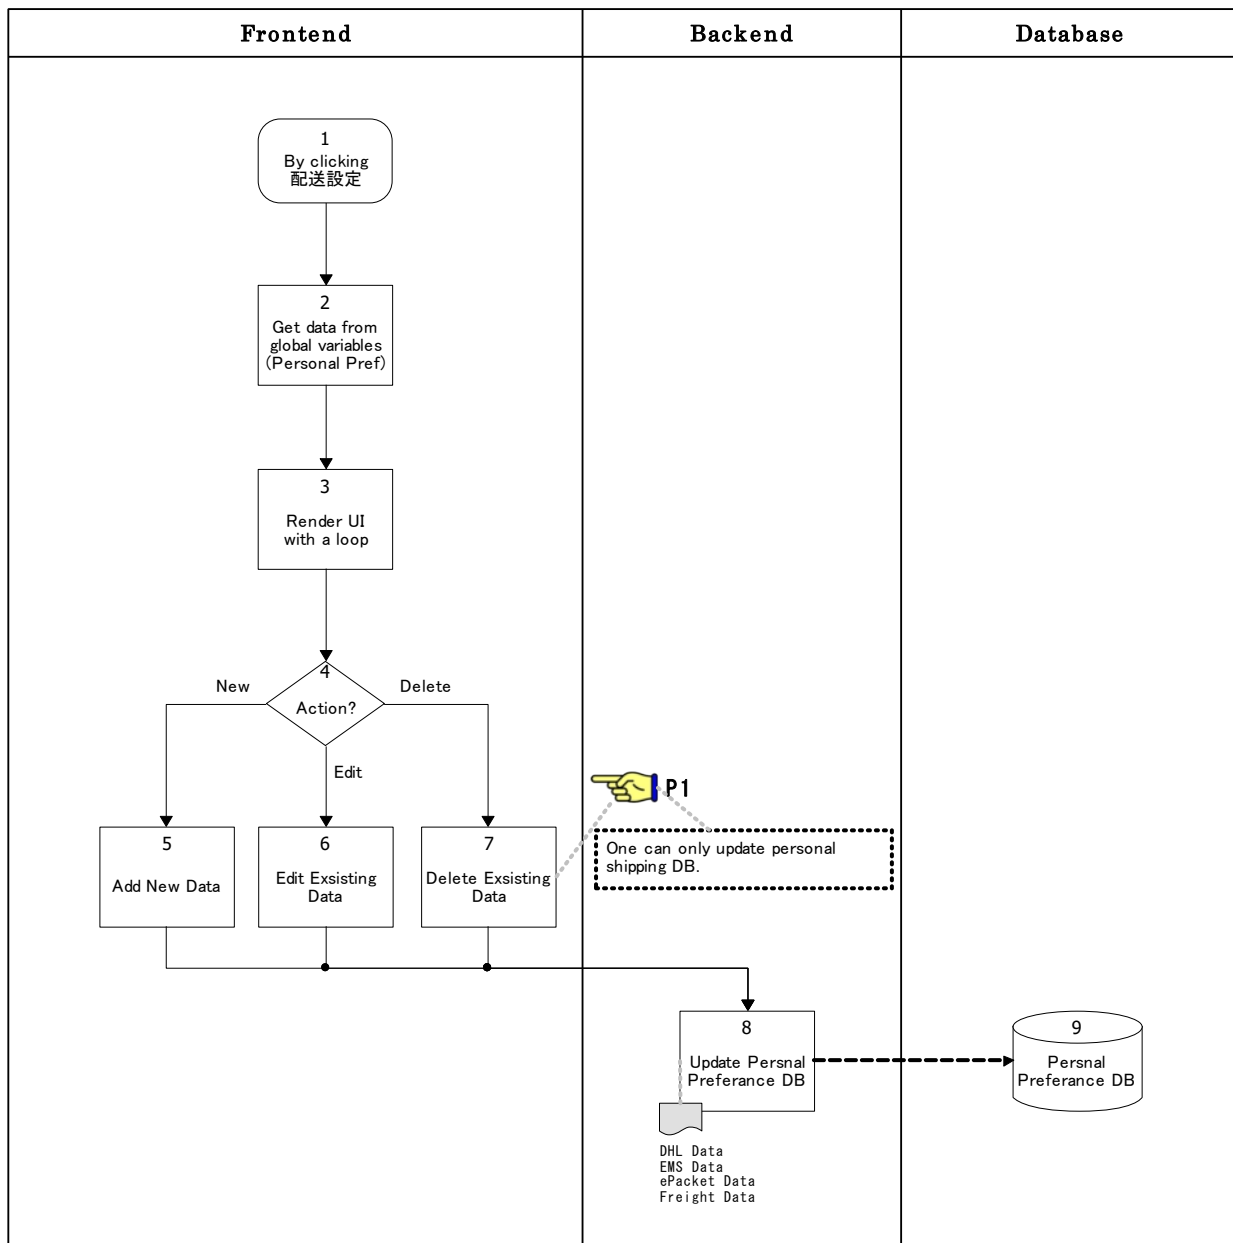 Frontend
Backend
Database
1
By clicking
配送設定
2
Get data from
global variables
(Personal Pref)
3
Render UI
with a loop
4
Action?
New
Delete
Edit
P1
One can only update personal
shipping DB.
5
Add New Data
6
Edit Exsisting
Data
7
Delete Exsisting
Data
8
Update Persnal
Preferance DB
9
Persnal
Preferance DB
DHL Data
EMS Data
ePacket Data
Freight Data